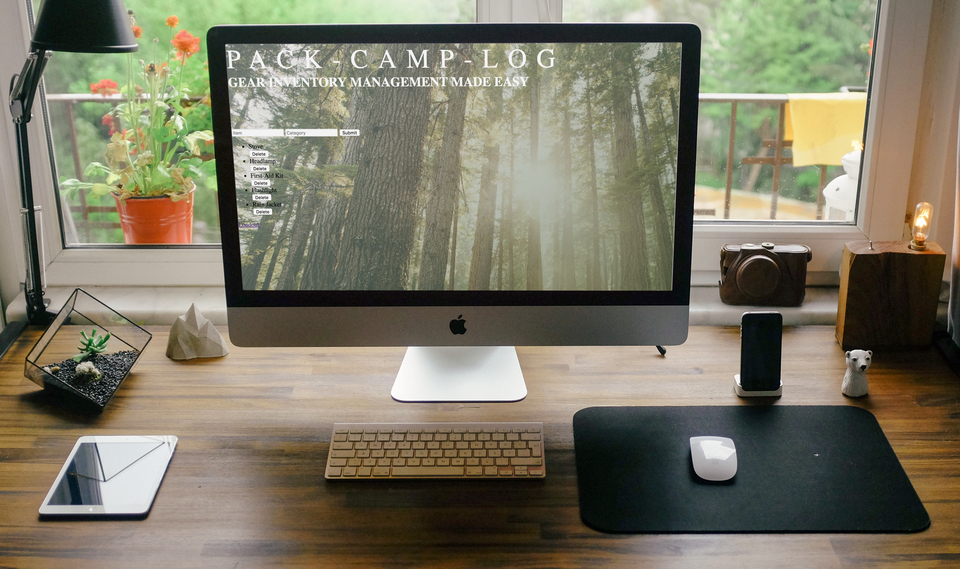 PACK-CAMP-LOG
GEAR INVENTORY MANAGEMENT MADE EASY
Item Category Submit
Stove
Delete
Headlamp
Delete
First-Aid Kit
Delete
Flashlight
Delete
Rain Jacket
Delete